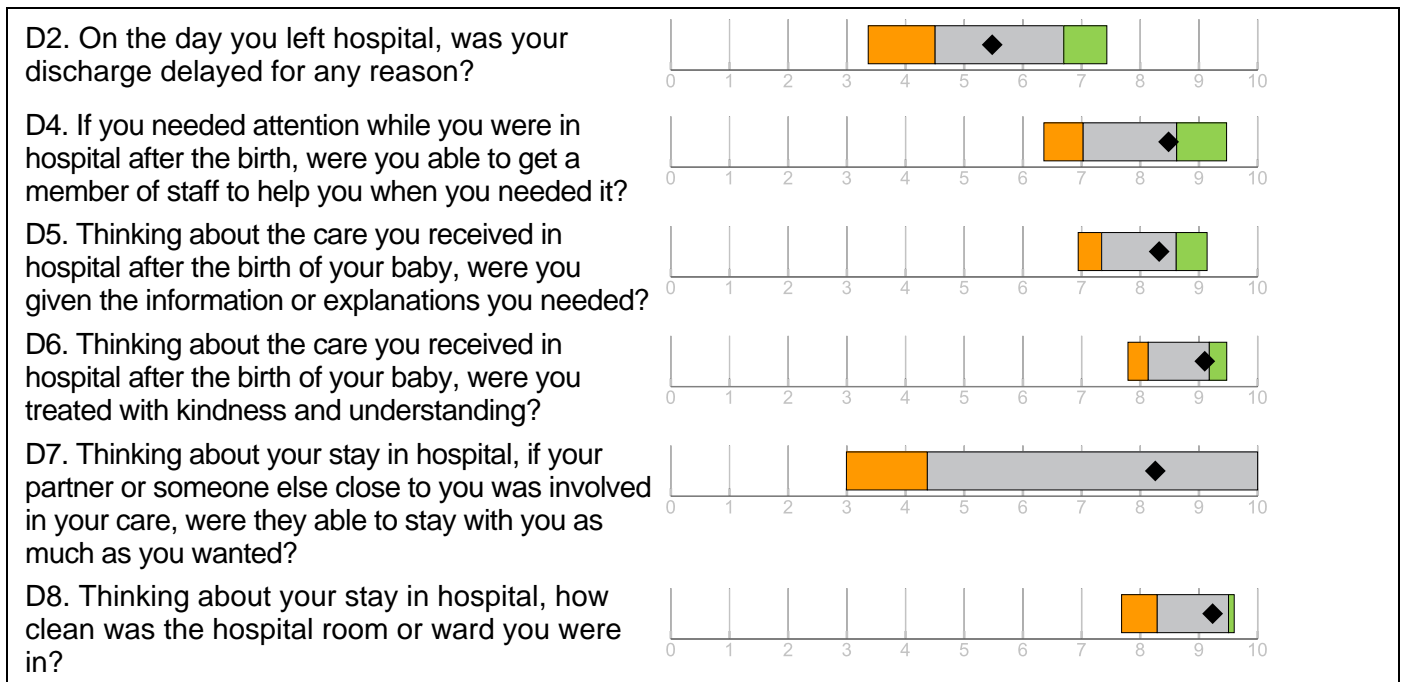 D2. On the day you left hospital, was your
discharge delayed for any reason?
0 1 2 3 4 5 6 7 8 9 10
D4. If you needed attention while you were in
hospital after the birth, were you able to get a
member of staff to help you when you needed it?
0 1 2 3 4 5 6 7 8 9 10
D5. Thinking about the care you received in
hospital after the birth of your baby, were you
given the information or explanations you needed?
0 1 2 3 4 5 6 7 8 9 10
D6. Thinking about the care you received in
hospital after the birth of your baby, were you
treated with kindness and understanding?
0 1 2 3 4 5 6 7 8 9 10
D7. Thinking about your stay in hospital, if your
partner or someone else close to you was involved
in your care, were they able to stay with you as
much as you wanted?
0 1 2 3 4 5 6 7 8 9 10
D8. Thinking about your stay in hospital, how
clean was the hospital room or ward you were
in?
0 1 2 3 4 5 6 7 8 9 10